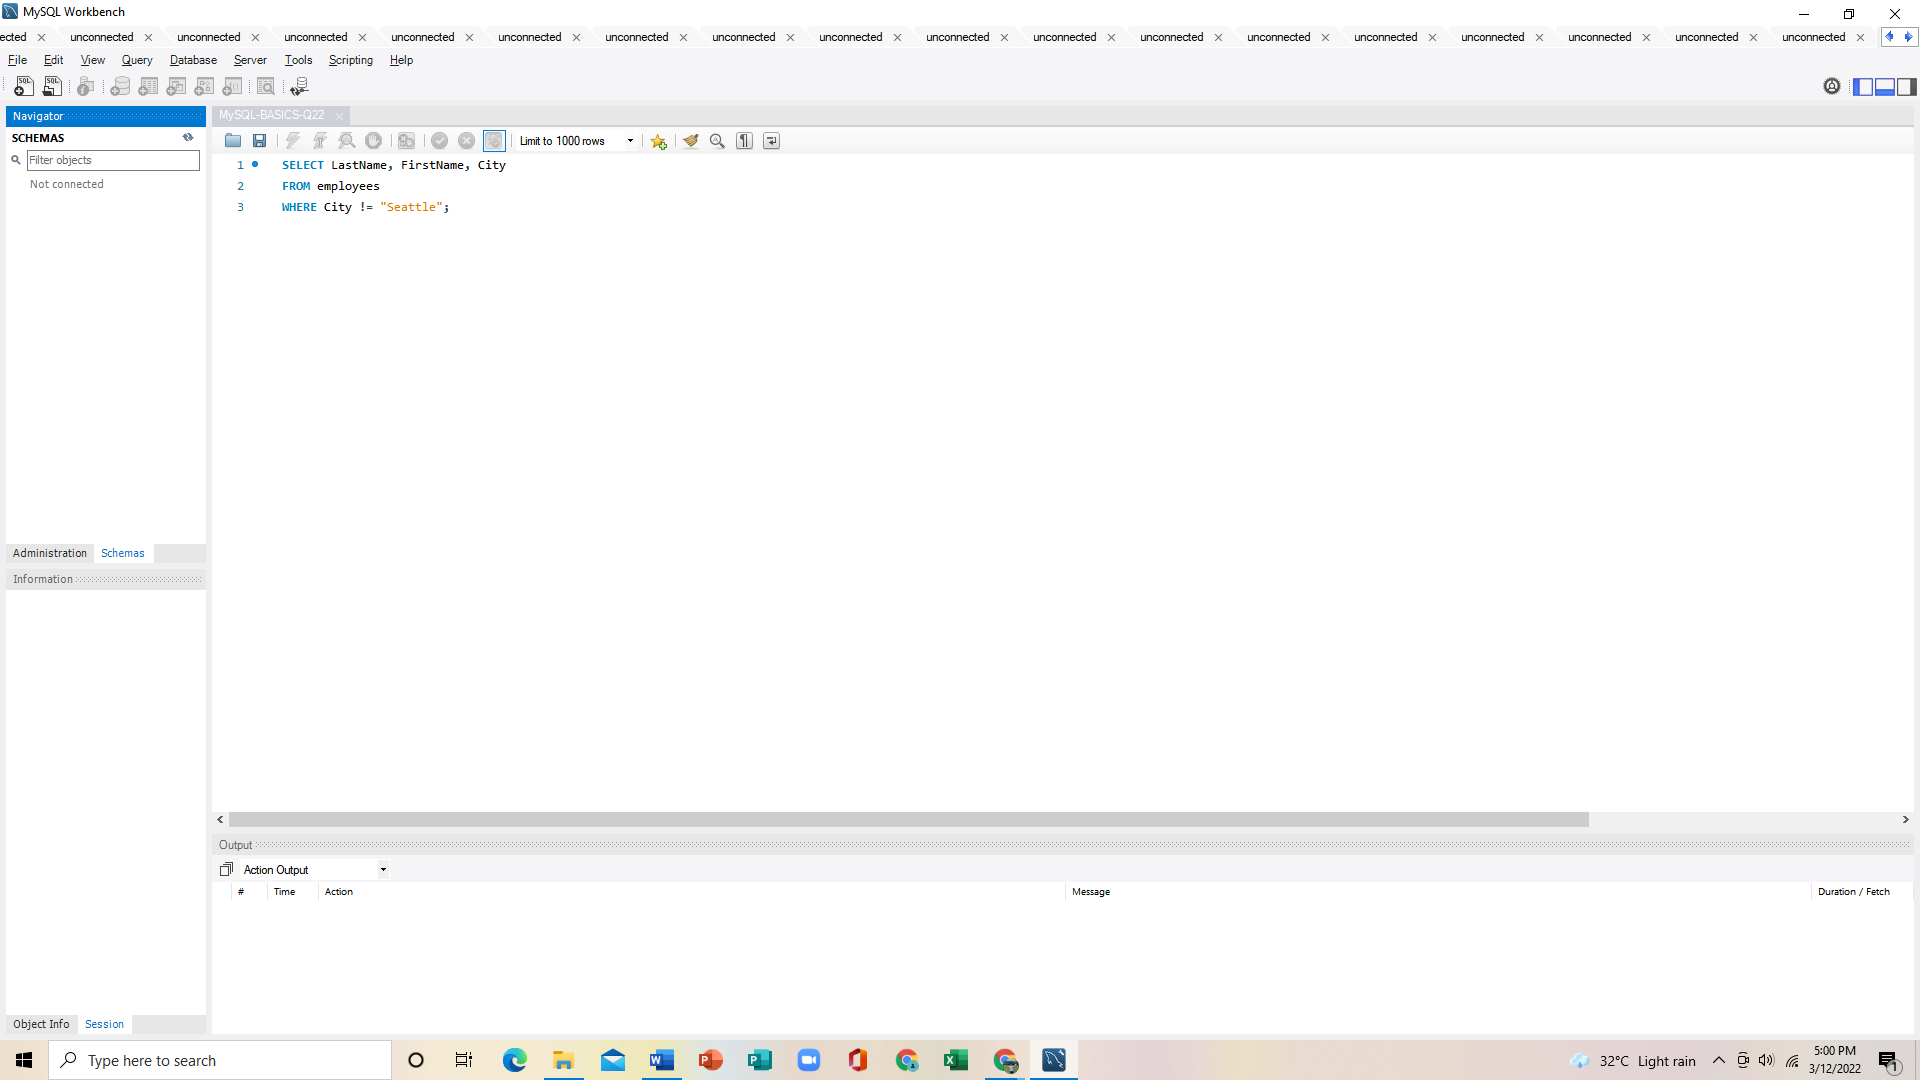 MySQL Workbench
ected unconnected unconnected unconnected unconnected unconnected unconnected unconnected unconnected unconnected unconnected unconnected unconnected unconnected unconnected unconnected unconnected unconnected
File Edit View Query Database Server Tools Scripting Help
Navigator
SCHEMAS
Filter objects
Not connected
MySQL-BASICS-Q22
Limit to 1000 rows
1 SELECT LastName, FirstName, City
2 FROM employees
3 WHERE City != "Seattle";
Administration Schemas
Information
Output
Action Output
# Time Action Message Duration / Fetch
Object Info Session
Type here to search
32°C Light rain
5:00 PM
3/12/2022
1